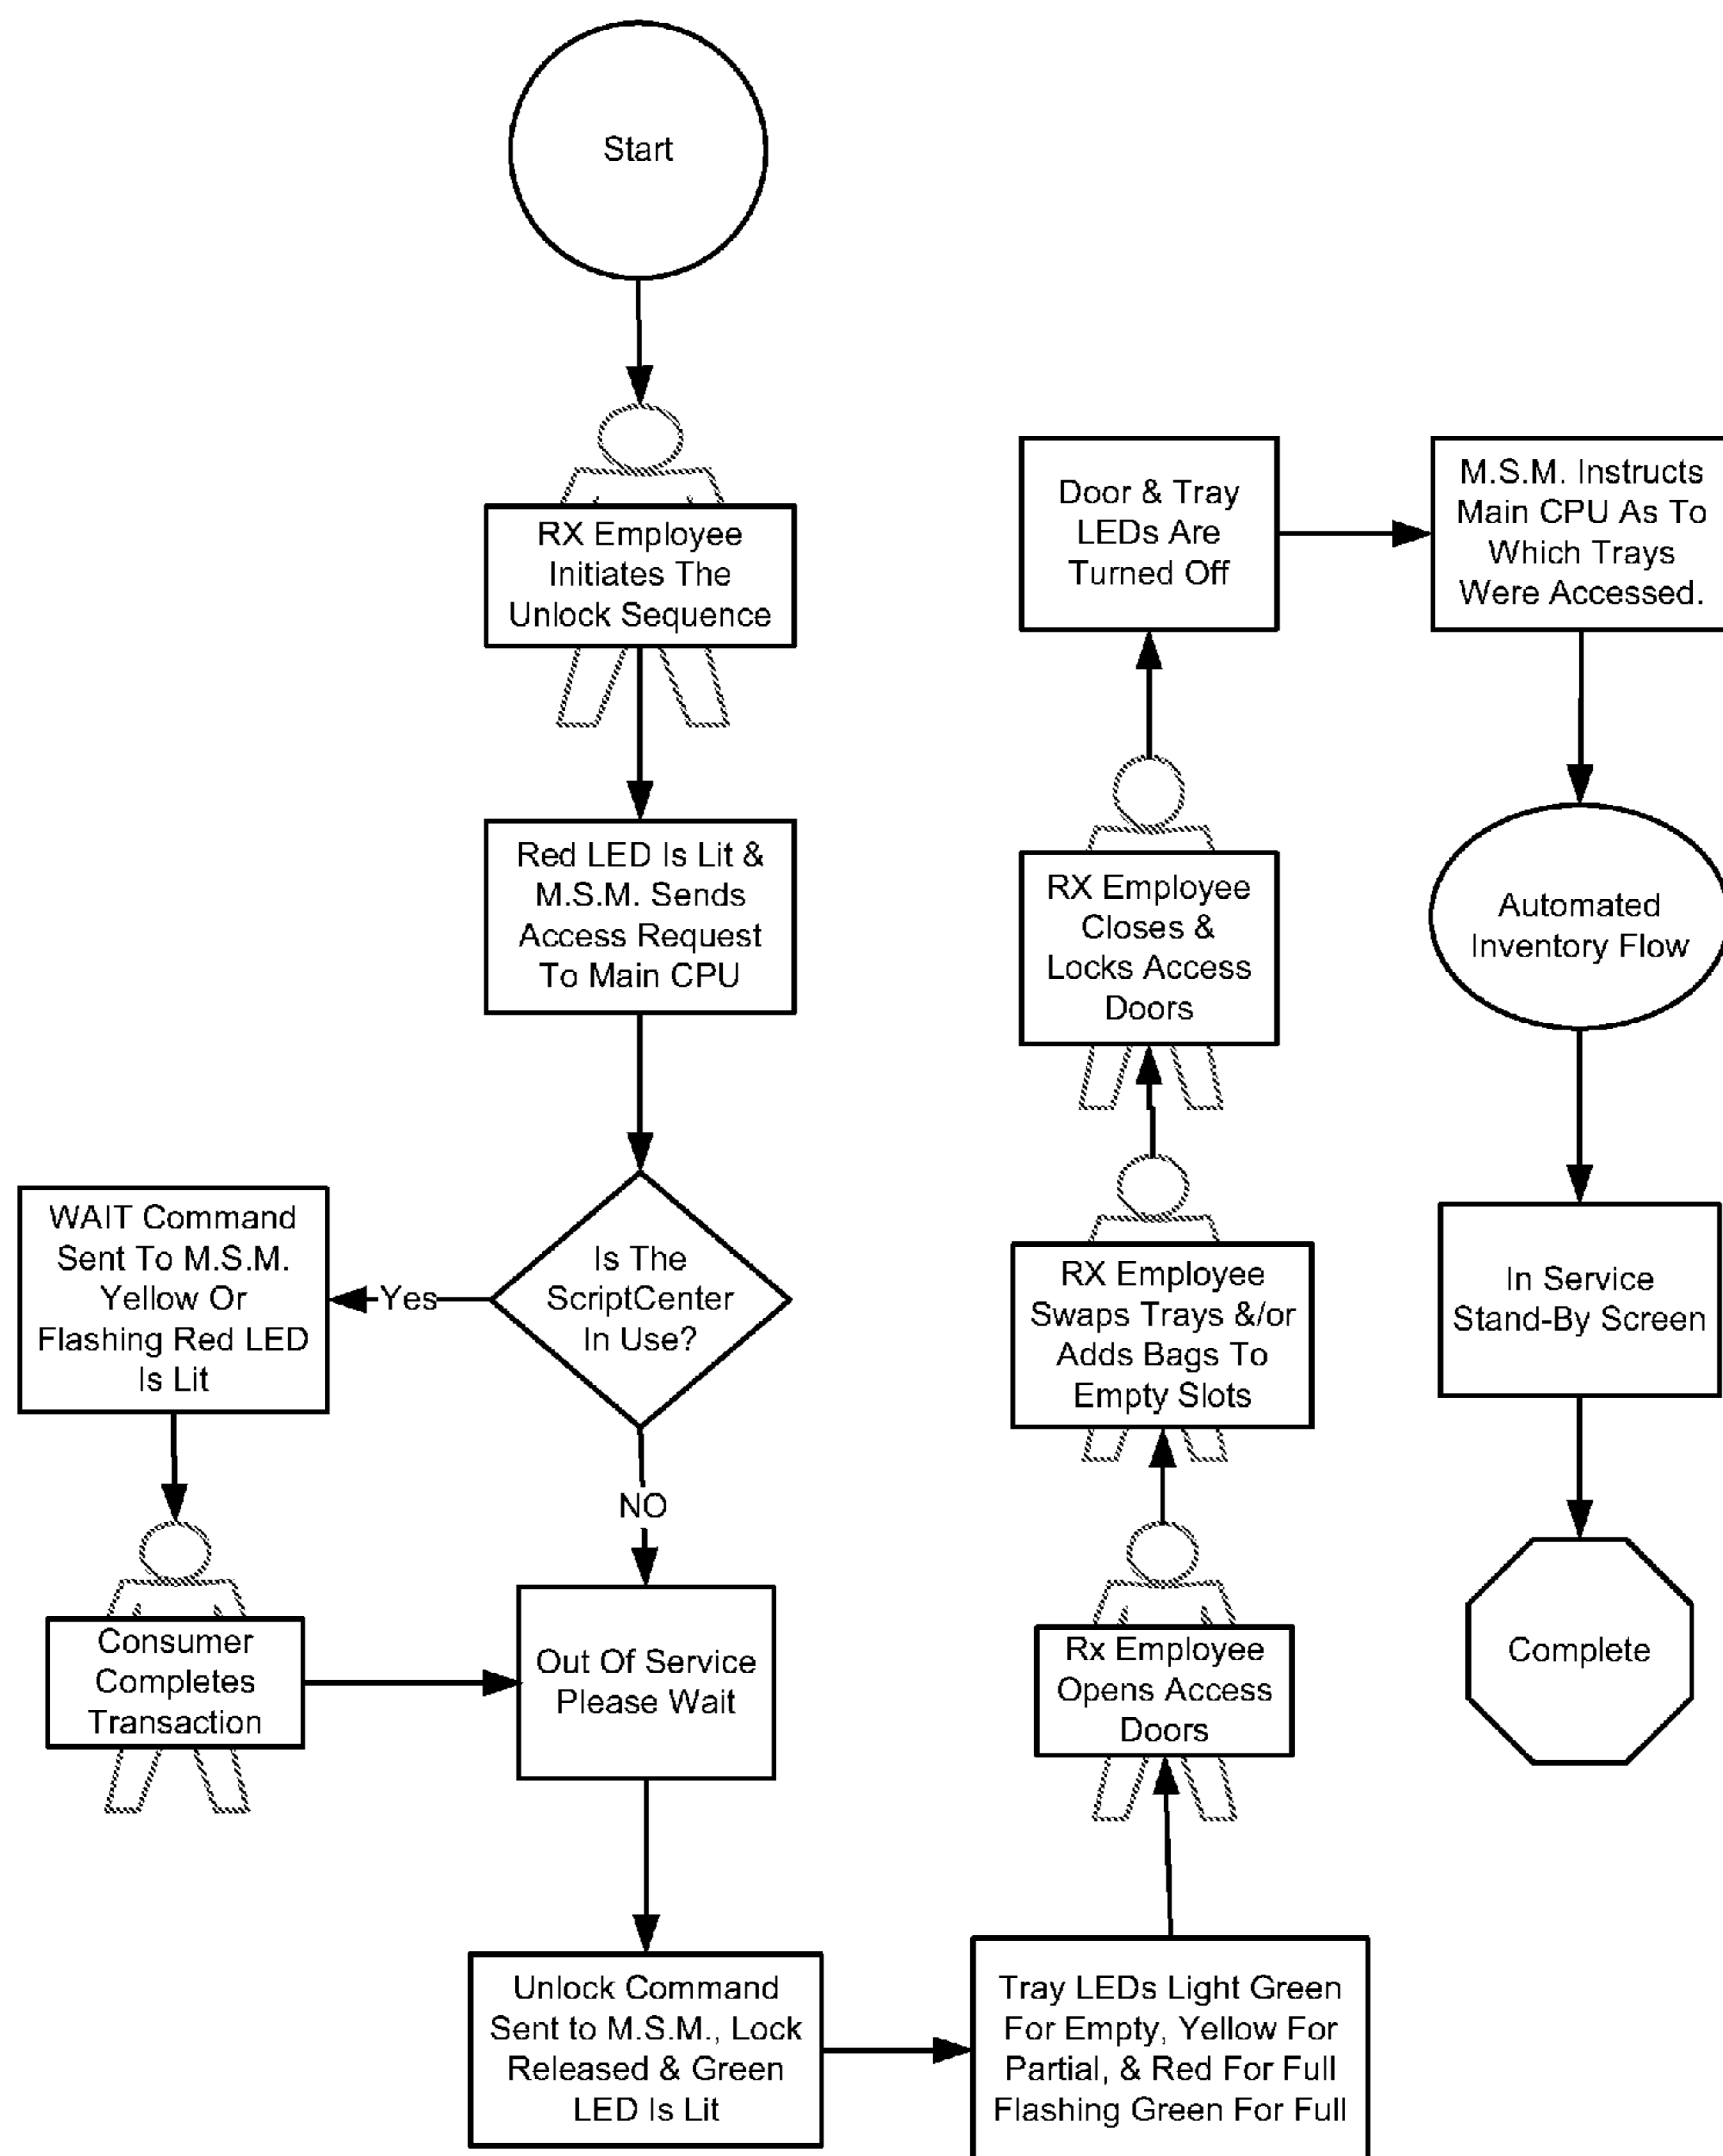 Start
RX Employee
Initiates The
Unlock Sequence
Red LED Is Lit &
M.S.M. Sends
Access Request
To Main CPU
Is The
ScriptCenter
In Use?
Yes
WAIT Command
Sent To M.S.M.
Yellow Or
Flashing Red LED
Is Lit
Consumer
Completes
Transaction
NO
Out Of Service
Please Wait
Unlock Command
Sent to M.S.M., Lock
Released & Green
LED Is Lit
Tray LEDs Light Green
For Empty, Yellow For
Partial, & Red For Full
Flashing Green For Full
Rx Employee
Opens Access
Doors
RX Employee
Swaps Trays &/or
Adds Bags To
Empty Slots
RX Employee
Closes &
Locks Access
Doors
Door & Tray
LEDs Are
Turned Off
M.S.M. Instructs
Main CPU As To
Which Trays
Were Accessed.
Automated
Inventory Flow
In Service
Stand-By Screen
Complete